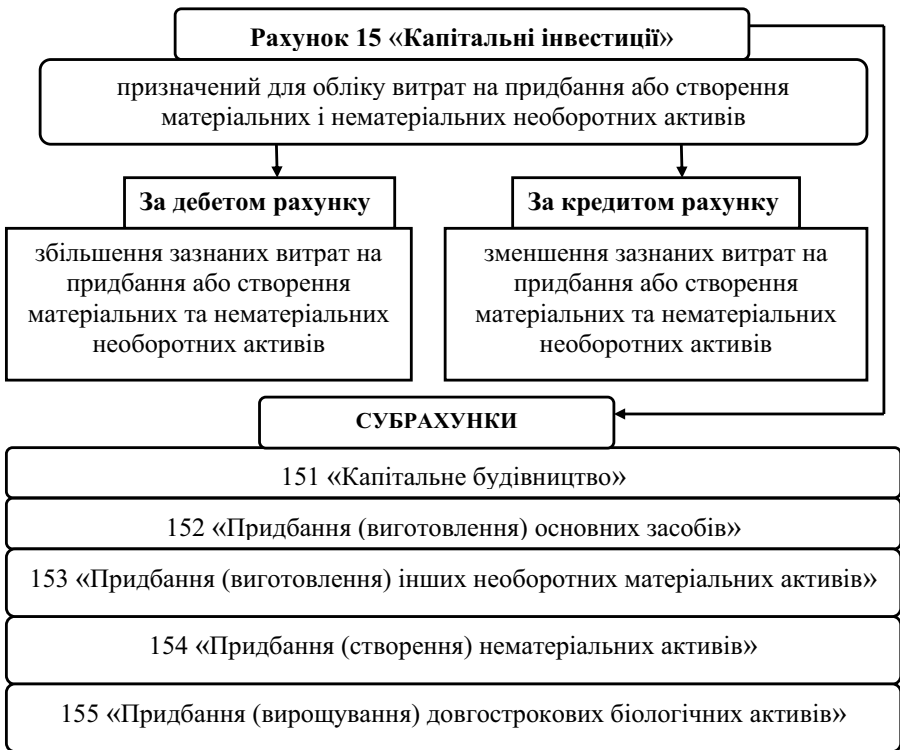 Рахунок 15 «Капітальні інвестиції»
призначений для обліку витрат на придбання або створення
матеріальних і нематеріальних необоротних активів
За дебетом рахунку
За кредитом рахунку
збільшення зазнаних витрат на
придбання або створення
матеріальних та нематеріальних
необоротних активів
зменшення зазнаних витрат на
придбання або створення
матеріальних та нематеріальних
необоротних активів
СУБРАХУНКИ
151 «Капітальне будівництво»
152 «Придбання (виготовлення) основних засобів»
153 «Придбання (виготовлення) інших необоротних матеріальних активів»
154 «Придбання (створення) нематеріальних активів»
155 «Придбання (вирощування) довгострокових біологічних активів»